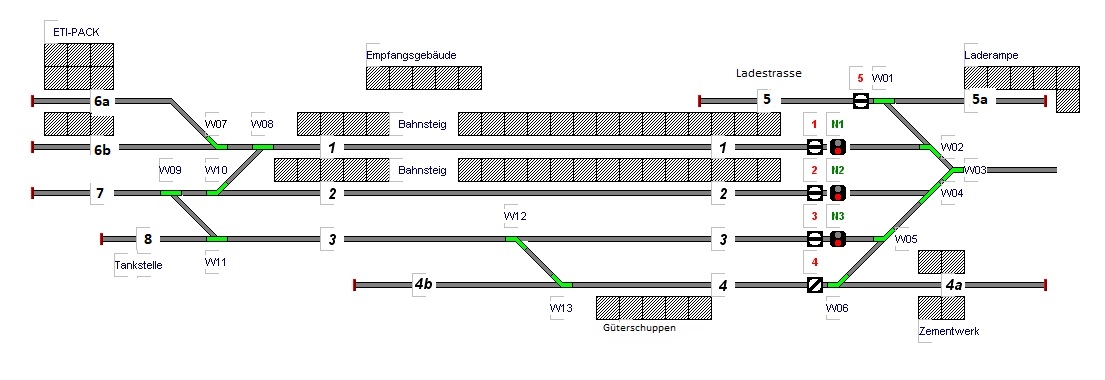 ETI-PACK
Empfangsgebäude
Laderampe
Ladestrasse
5 W01
6a 5 5a
W07 W08 Bahnsteig 1 N1
6b 1 1 W02
W09 W10 Bahnsteig 2 N2 W03
7 2 2 W04
W12 3 N3
8 3 3 W05
Tankstelle W11 4
4b 4 4a
W13 W06
Güterschuppen Zementwerk